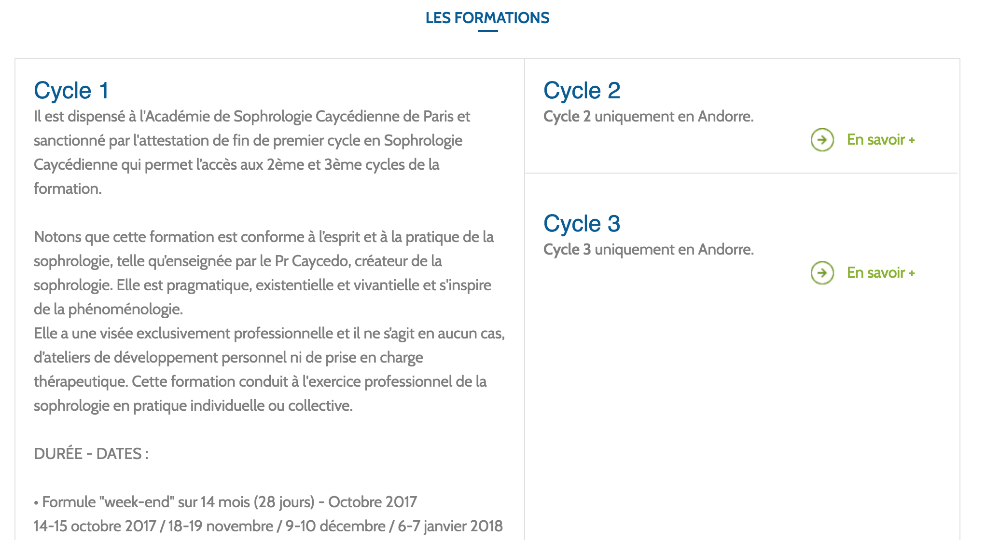 LES FORMATIONS
Cycle 1
Il est dispensé à l'Académie de Sophrologie Caycédienne de Paris et
sanctionné par l'attestation de fin de premier cycle en Sophrologie
Caycédienne qui permet l’accès aux 2ème et 3ème cycles de la
formation.
Notons que cette formation est conforme à l’esprit et à la pratique de la
sophrologie, telle qu’enseignée par le Pr Caycedo, créateur de la
sophrologie. Elle est pragmatique, existentielle et vivantielle et s'inspire
de la phénoménologie.
Elle a une visée exclusivement professionnelle et il ne s’agit en aucun cas,
d’ateliers de développement personnel ni de prise en charge
thérapeutique. Cette formation conduit à l'exercice professionnel de la
sophrologie en pratique individuelle ou collective.
DURÉE - DATES :
• Formule "week-end" sur 14 mois (28 jours) - Octobre 2017
14-15 octobre 2017 / 18-19 novembre / 9-10 décembre / 6-7 janvier 2018
Cycle 2
Cycle 2 uniquement en Andorre.
En savoir +
Cycle 3
Cycle 3 uniquement en Andorre.
En savoir +